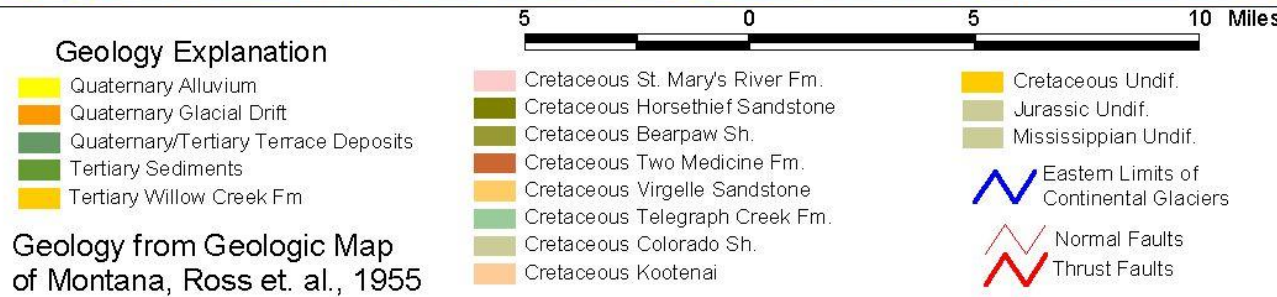 5 0 5 10 Miles
Geology Explanation
Quaternary Alluvium
Quaternary Glacial Drift
Quaternary/Tertiary Terrace Deposits
Tertiary Sediments
Tertiary Willow Creek Fm
Geology from Geologic Map
of Montana, Ross et. al., 1955
Cretaceous St. Mary's River Fm.
Cretaceous Horsethief Sandstone
Cretaceous Bearpaw Sh.
Cretaceous Two Medicine Fm.
Cretaceous Virgelle Sandstone
Cretaceous Telegraph Creek Fm.
Cretaceous Colorado Sh.
Cretaceous Kootenai
Cretaceous Undif.
Jurassic Undif.
Mississippian Undif.
Eastern Limits of
Continental Glaciers
Normal Faults
Thrust Faults